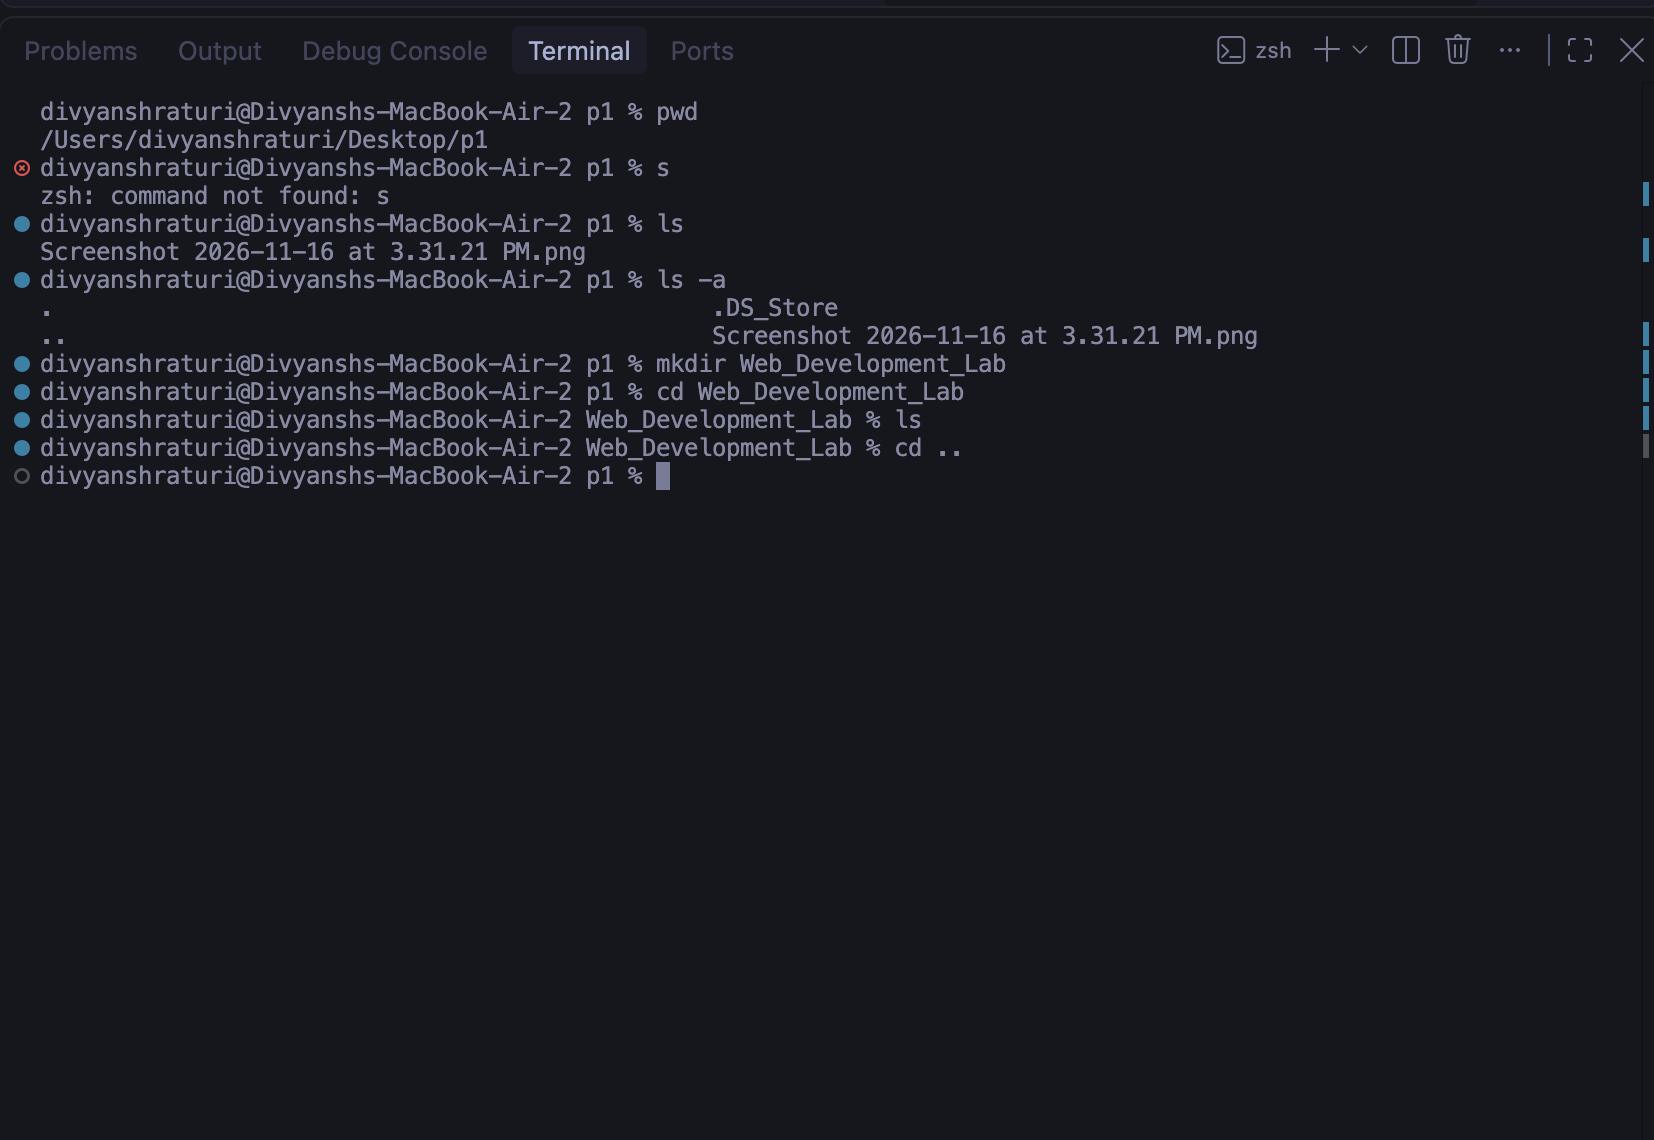 Problems Output Debug Console Terminal Ports zsh
divyanshraturi@Divyanshs-MacBook-Air-2 p1 % pwd
/Users/divyanshraturi/Desktop/p1
divyanshraturi@Divyanshs-MacBook-Air-2 p1 % s
zsh: command not found: s
divyanshraturi@Divyanshs-MacBook-Air-2 p1 % ls
Screenshot 2026-11-16 at 3.31.21 PM.png
divyanshraturi@Divyanshs-MacBook-Air-2 p1 % ls -a
. .DS_Store
.. Screenshot 2026-11-16 at 3.31.21 PM.png
divyanshraturi@Divyanshs-MacBook-Air-2 p1 % mkdir Web_Development_Lab
divyanshraturi@Divyanshs-MacBook-Air-2 p1 % cd Web_Development_Lab
divyanshraturi@Divyanshs-MacBook-Air-2 Web_Development_Lab % ls
divyanshraturi@Divyanshs-MacBook-Air-2 Web_Development_Lab % cd ..
divyanshraturi@Divyanshs-MacBook-Air-2 p1 %